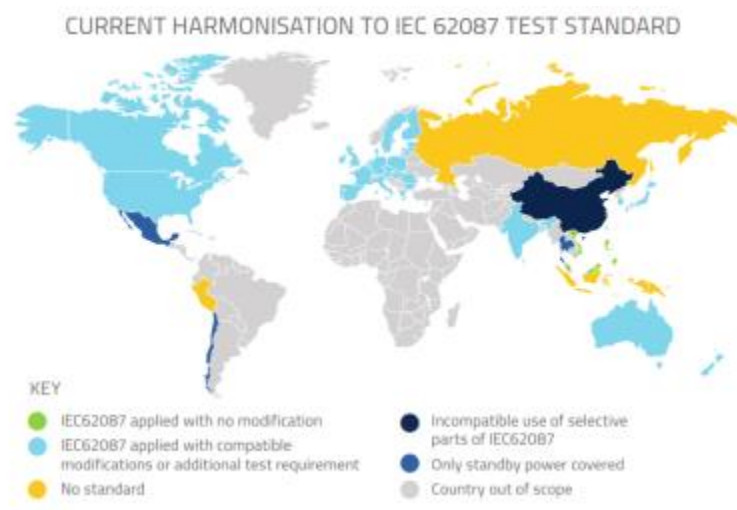 CURRENT HARMONISATION TO IEC 62087 TEST STANDARD
KEY
IEC62087 applied with no modification
IEC62087 applied with compatible
modifications or additional test requirement
No standard
Incompatible use of selective
parts of IEC62087
Only standby power covered
Country out of scope